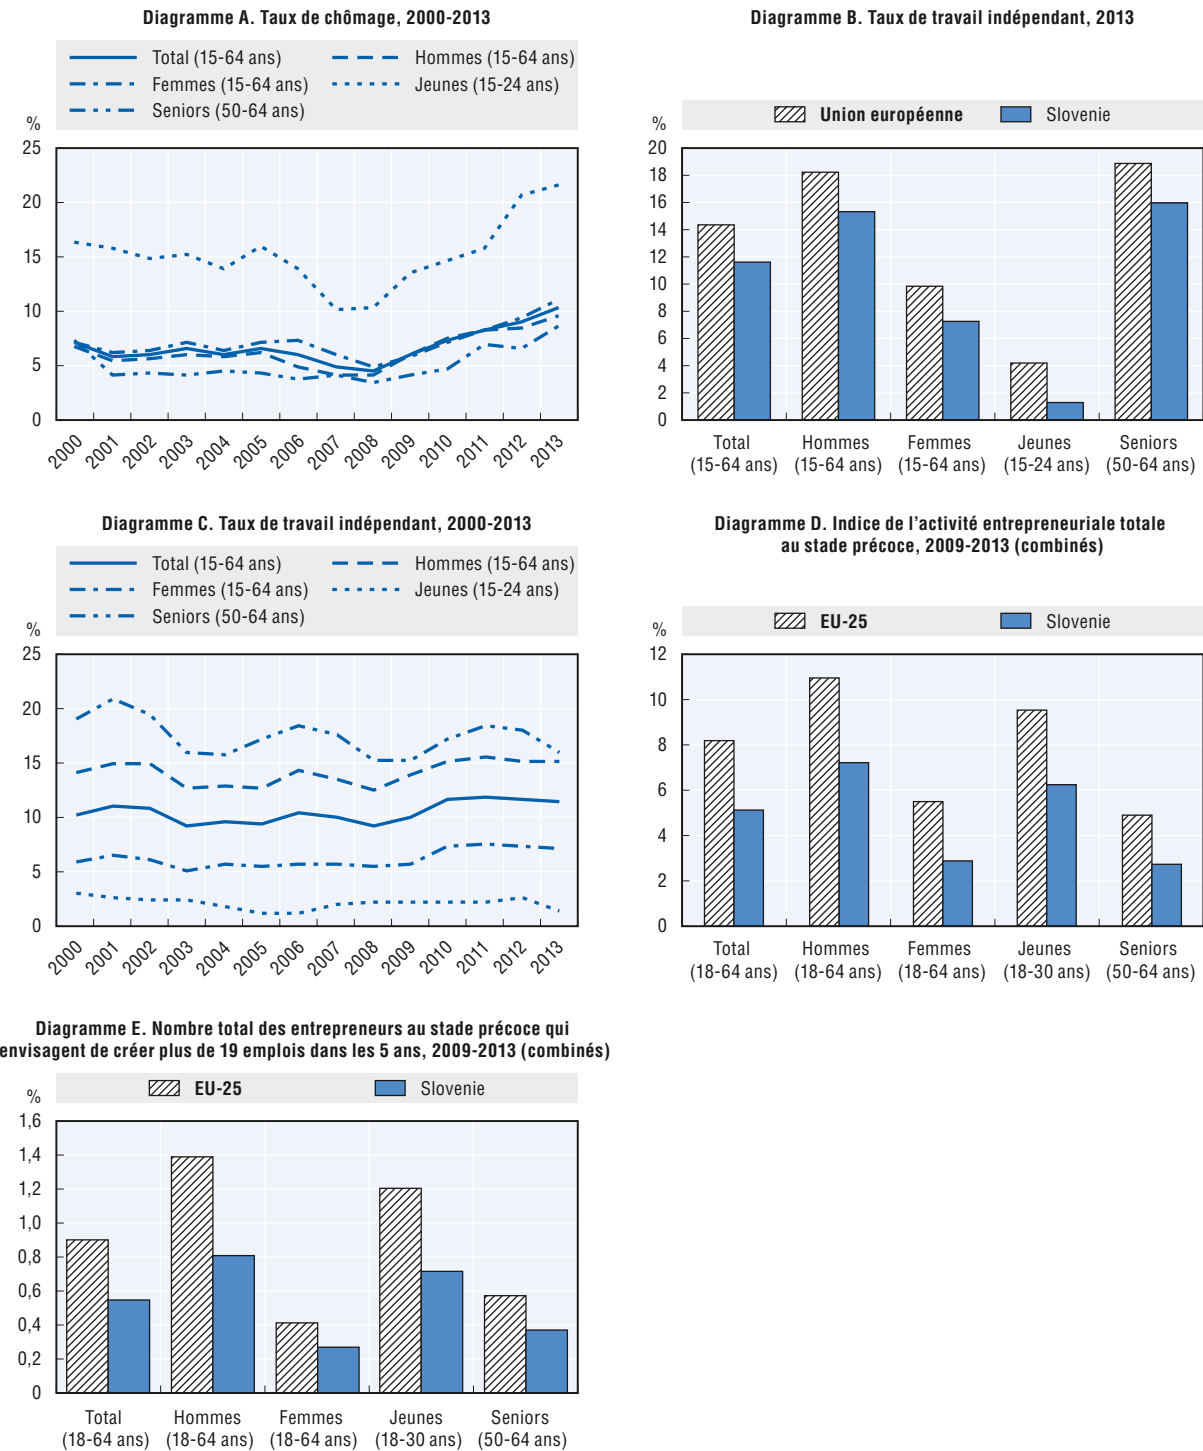 Diagramme A. Taux de chômage, 2000-2013
Total (15-64 ans)
Hommes (15-64 ans)
Femmes (15-64 ans)
Jeunes (15-24 ans)
Seniors (50-64 ans)
%
25
20
15
10
5
0
2000 2001 2002 2003 2004 2005 2006 2007 2008 2009 2010 2011 2012 2013
Diagramme B. Taux de travail indépendant, 2013
Union européenne
Slovenie
%
20
18
16
14
12
10
8
6
4
2
0
Total Hommes Femmes Jeunes Seniors
(15-64 ans) (15-64 ans) (15-64 ans) (15-24 ans) (50-64 ans)
Diagramme C. Taux de travail indépendant, 2000-2013
Total (15-64 ans)
Hommes (15-64 ans)
Femmes (15-64 ans)
Jeunes (15-24 ans)
Seniors (50-64 ans)
%
25
20
15
10
5
0
2000 2001 2002 2003 2004 2005 2006 2007 2008 2009 2010 2011 2012 2013
Diagramme D. Indice de l'activité entrepreneuriale totale
au stade précoce, 2009-2013 (combinés)
EU-25
Slovenie
%
12
10
8
6
4
2
0
Total Hommes Femmes Jeunes Seniors
(18-64 ans) (18-64 ans) (18-64 ans) (18-30 ans) (50-64 ans)
Diagramme E. Nombre total des entrepreneurs au stade précoce qui
envisagent de créer plus de 19 emplois dans les 5 ans, 2009-2013 (combinés)
EU-25
Slovenie
%
1,6
1,4
1,2
1,0
0,8
0,6
0,4
0,2
0
Total Hommes Femmes Jeunes Seniors
(18-64 ans) (18-64 ans) (18-64 ans) (18-30 ans) (50-64 ans)